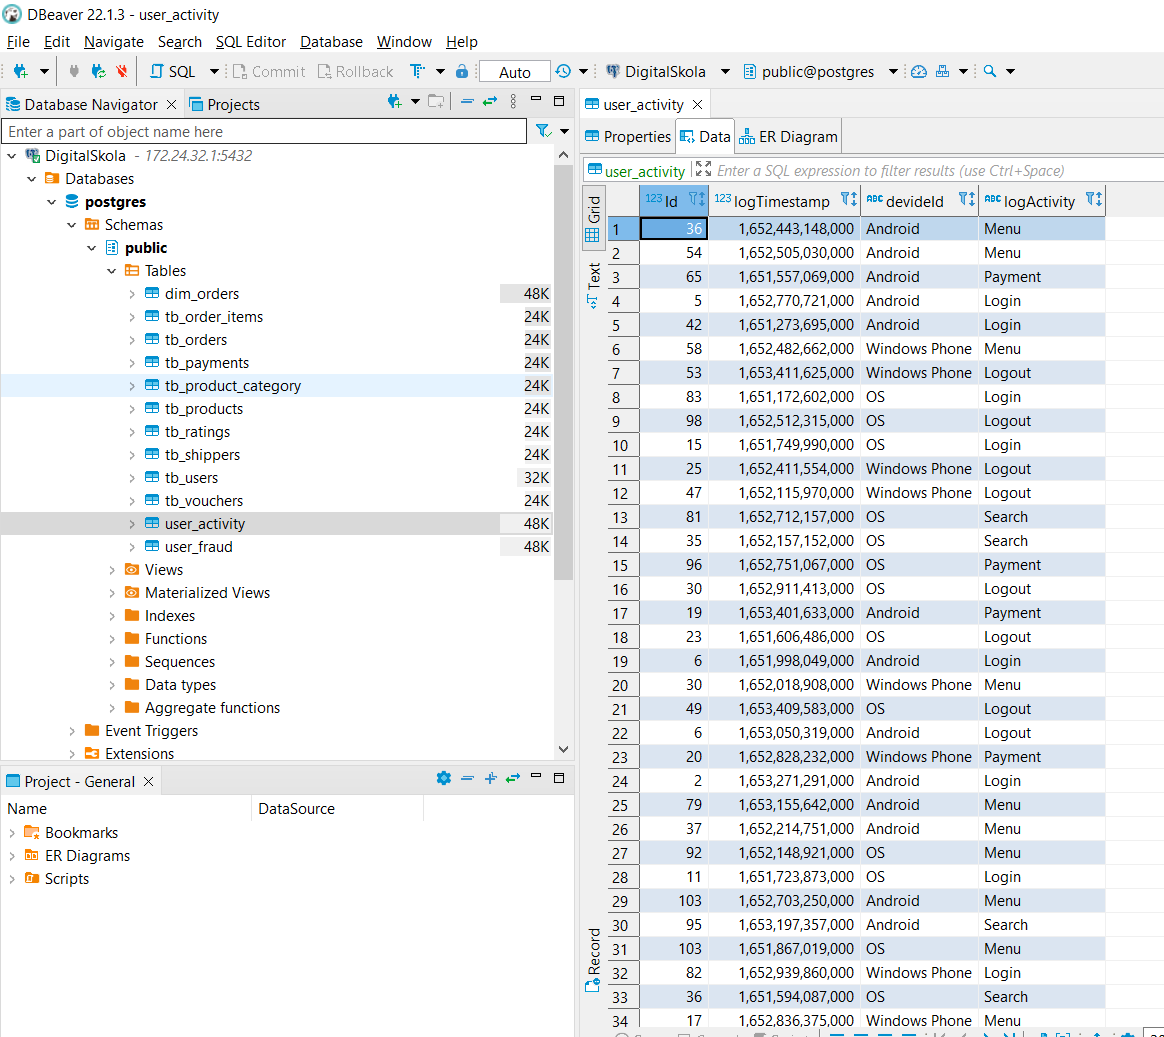 DBeaver 22.1.3 - user_activity
File Edit Navigate Search SQL Editor Database Window Help
SQL Commit Rollback Auto DigitalSkola public@postgres
Database Navigator Projects
Enter a part of object name here
DigitalSkola - 172.24.32.1:5432
Databases
postgres
Schemas
public
Tables
dim_orders 48K
tb_order_items 24K
tb_orders 24K
tb_payments 24K
tb_product_category 24K
tb_products 24K
tb_ratings 24K
tb_shippers 24K
tb_users 32K
tb_vouchers 24K
user_activity 48K
user_fraud 48K
Views
Materialized Views
Indexes
Functions
Sequences
Data types
Aggregate functions
Event Triggers
Extensions
Project - General
Name DataSource
Bookmarks
ER Diagrams
Scripts
user_activity
Properties Data ER Diagram
user_activity Enter a SQL expression to filter results (use Ctrl+Space)
Grid
Text
Record
123 Id 123 logTimestamp ABC devideId ABC logActivity
1 36 1,652,443,148,000 Android Menu
2 54 1,652,505,030,000 Android Menu
3 65 1,651,557,069,000 Android Payment
4 5 1,652,770,721,000 Android Login
5 42 1,651,273,695,000 Android Login
6 58 1,652,482,662,000 Windows Phone Menu
7 53 1,653,411,625,000 Windows Phone Logout
8 83 1,651,172,602,000 OS Login
9 98 1,652,512,315,000 OS Logout
10 15 1,651,749,990,000 OS Login
11 25 1,652,411,554,000 Windows Phone Logout
12 47 1,652,115,970,000 Windows Phone Logout
13 81 1,652,712,157,000 OS Search
14 35 1,652,157,152,000 OS Search
15 96 1,652,751,067,000 OS Payment
16 30 1,652,911,413,000 OS Logout
17 19 1,653,401,633,000 Android Payment
18 23 1,651,606,486,000 OS Logout
19 6 1,651,998,049,000 Android Login
20 30 1,652,018,908,000 Windows Phone Menu
21 49 1,653,409,583,000 OS Logout
22 6 1,653,050,319,000 Android Logout
23 20 1,652,828,232,000 Windows Phone Payment
24 2 1,653,271,291,000 Android Login
25 79 1,653,155,642,000 Android Menu
26 37 1,652,214,751,000 Android Menu
27 92 1,652,148,921,000 OS Menu
28 11 1,651,723,873,000 OS Login
29 103 1,652,703,250,000 Android Menu
30 95 1,653,197,357,000 Android Search
31 103 1,651,867,019,000 OS Menu
32 82 1,652,939,860,000 Windows Phone Login
33 36 1,651,594,087,000 OS Search
34 17 1,652,836,375,000 Windows Phone Menu